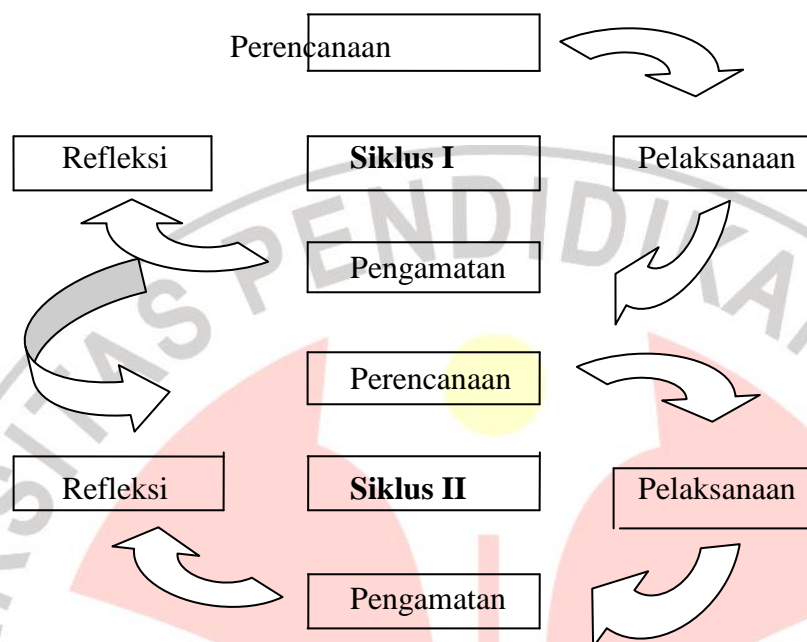 Perencanaan
Refleksi
Siklus I
Pelaksanaan
Pengamatan
Perencanaan
Refleksi
Siklus II
Pelaksanaan
Pengamatan